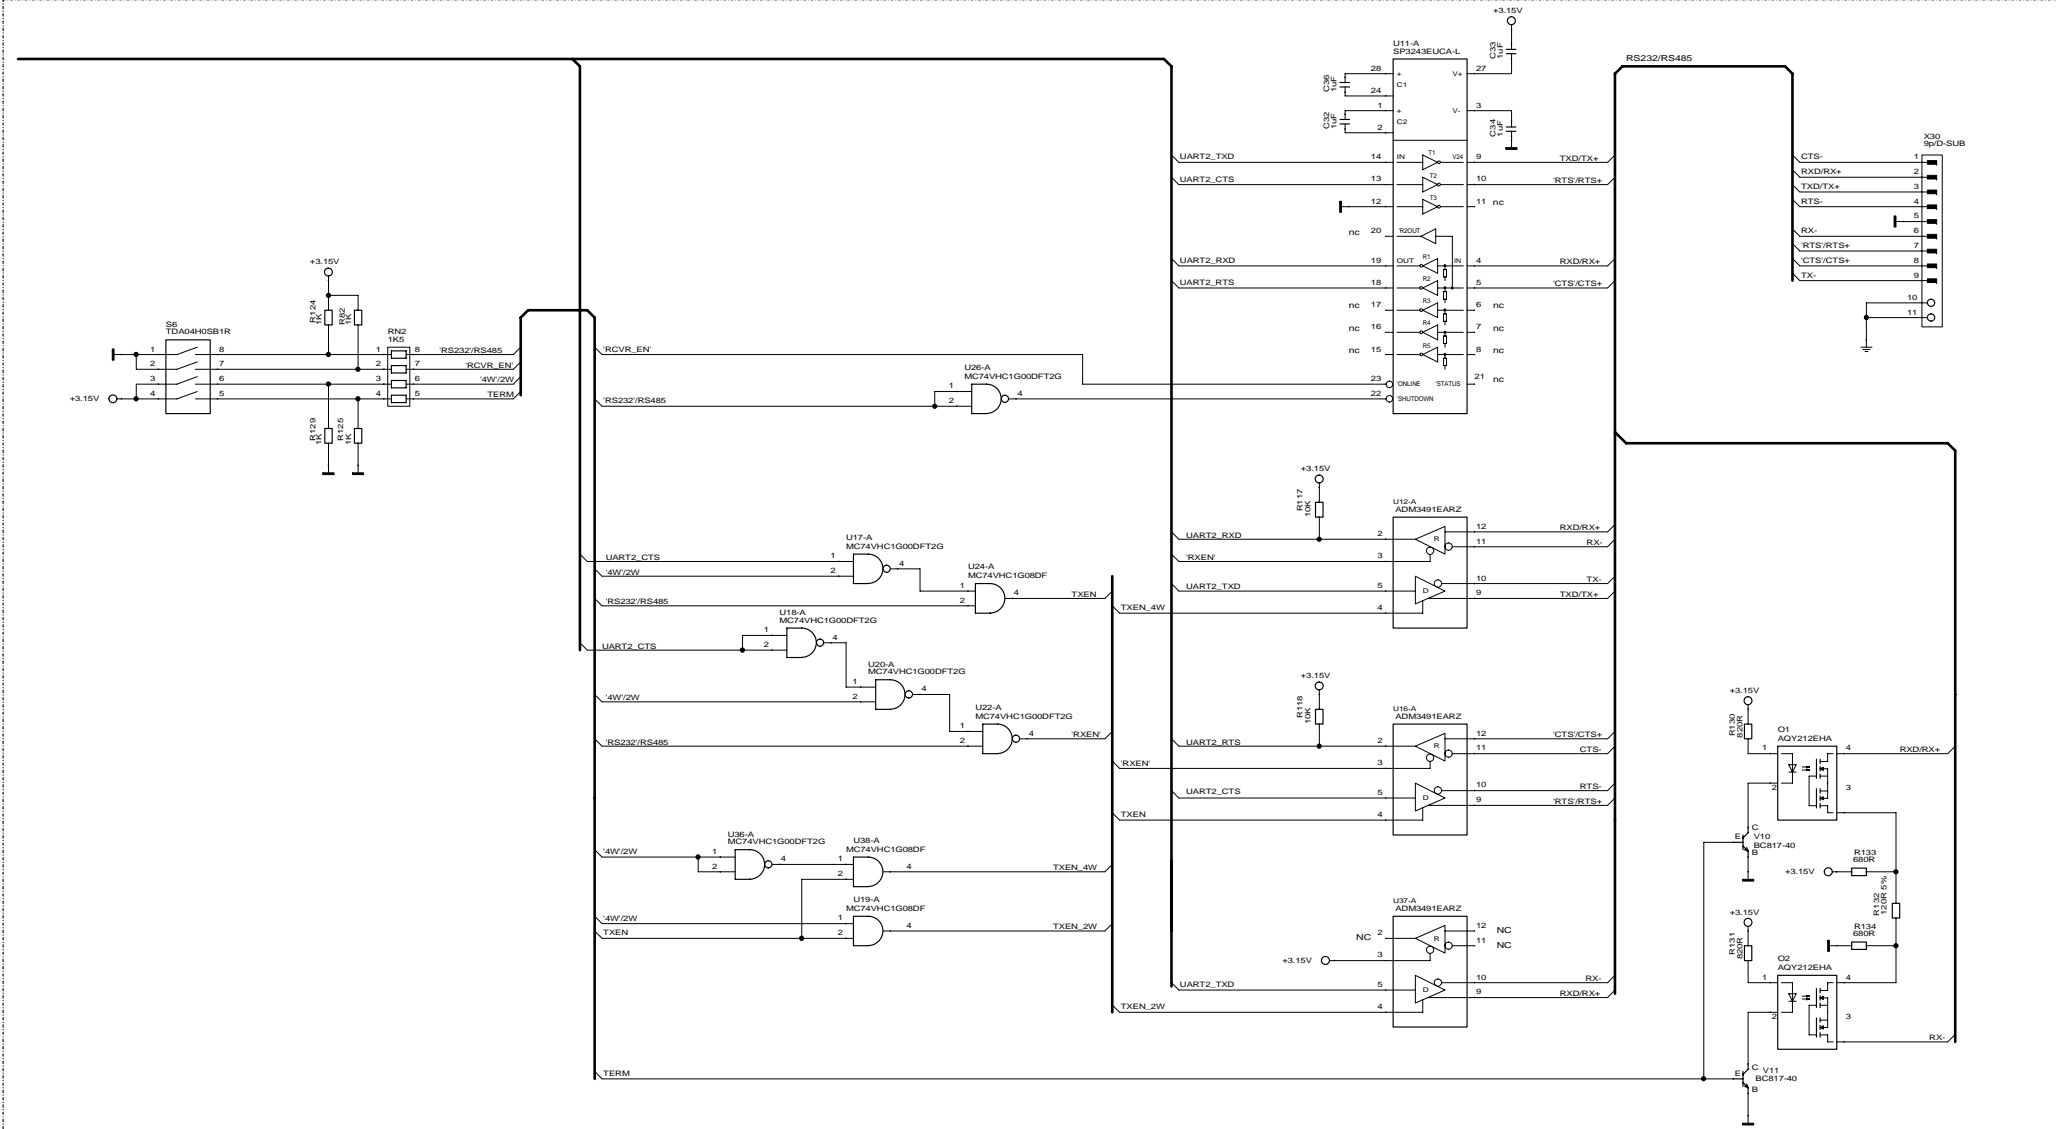 +3.15V
U11-A
SP3243EUCA-L
C33
1uF
RS232/RS485
28 + V+ 27
C36
1uF
C1
24
1 + V- 3
C32
1uF
C2
2
C34
1uF
X30
9p/D-SUB
UART2_TXD 14 IN T1 V24 9 TXD/TX+
UART2_CTS 13 T2 10 'RTS'/RTS+
12 T3 11 nc
nc 20 'R2OUT
UART2_RXD 19 OUT R1 IN 4 RXD/RX+
UART2_RTS 18 R2 5 'CTS'/CTS+
nc 17 R3 6 nc
nc 16 R4 7 nc
nc 15 R5 8 nc
23 'ONLINE 'STATUS 21 nc
22 'SHUTDOWN
CTS- 1
RXD/RX+ 2
TXD/TX+ 3
RTS- 4
5
RX- 6
'RTS'/RTS+ 7
'CTS'/CTS+ 8
TX- 9
10
11
+3.15V
R124
1K
R82
1K
S6
TDA04H0SB1R
RN2
1K5
1 8 1 8 'RS232'/RS485
2 7 2 7 'RCVR_EN'
3 6 3 6 '4W'/2W
+3.15V 4 5 4 5 TERM
R129
1K
R125
1K
'RCVR_EN'
U26-A
MC74VHC1G00DFT2G
'RS232'/RS485 1 2 4
+3.15V
R117
10K
U12-A
ADM3491EARZ
UART2_RXD 2 R 12 RXD/RX+
11 RX-
'RXEN' 3
UART2_TXD 5 D 10 TX-
9 TXD/TX+
TXEN_4W 4
U17-A
MC74VHC1G00DFT2G
UART2_CTS 1 4
'4W'/2W 2
U24-A
MC74VHC1G08DF
1 4 TXEN
'RS232'/RS485 2
U18-A
MC74VHC1G00DFT2G
UART2_CTS 1 2 4
U20-A
MC74VHC1G00DFT2G
1 4
'4W'/2W 2
U22-A
MC74VHC1G00DFT2G
1 4 'RXEN'
'RS232'/RS485 2
+3.15V
R118
10K
U16-A
ADM3491EARZ
UART2_RTS 2 R 12 'CTS'/CTS+
11 CTS-
'RXEN' 3
UART2_CTS 5 D 10 RTS-
9 'RTS'/RTS+
TXEN 4
+3.15V
R130
820R
O1
AQY212EHA
1 4 RXD/RX+
2 3
C
E V10
BC817-40
B
R133
680R
+3.15V
R132
120R 5%
+3.15V
R131
820R
R134
680R
O2
AQY212EHA
1 4
2 3
RX-
C
E V11
BC817-40
B
U36-A
MC74VHC1G00DFT2G
'4W'/2W 1 2 4
U38-A
MC74VHC1G08DF
1 4 TXEN_4W
2
U19-A
MC74VHC1G08DF
'4W'/2W 1 4 TXEN_2W
TXEN 2
U37-A
ADM3491EARZ
NC 2 R 12 NC
11 NC
+3.15V 3
UART2_TXD 5 D 10 RX-
9 RXD/RX+
TXEN_2W 4
TERM